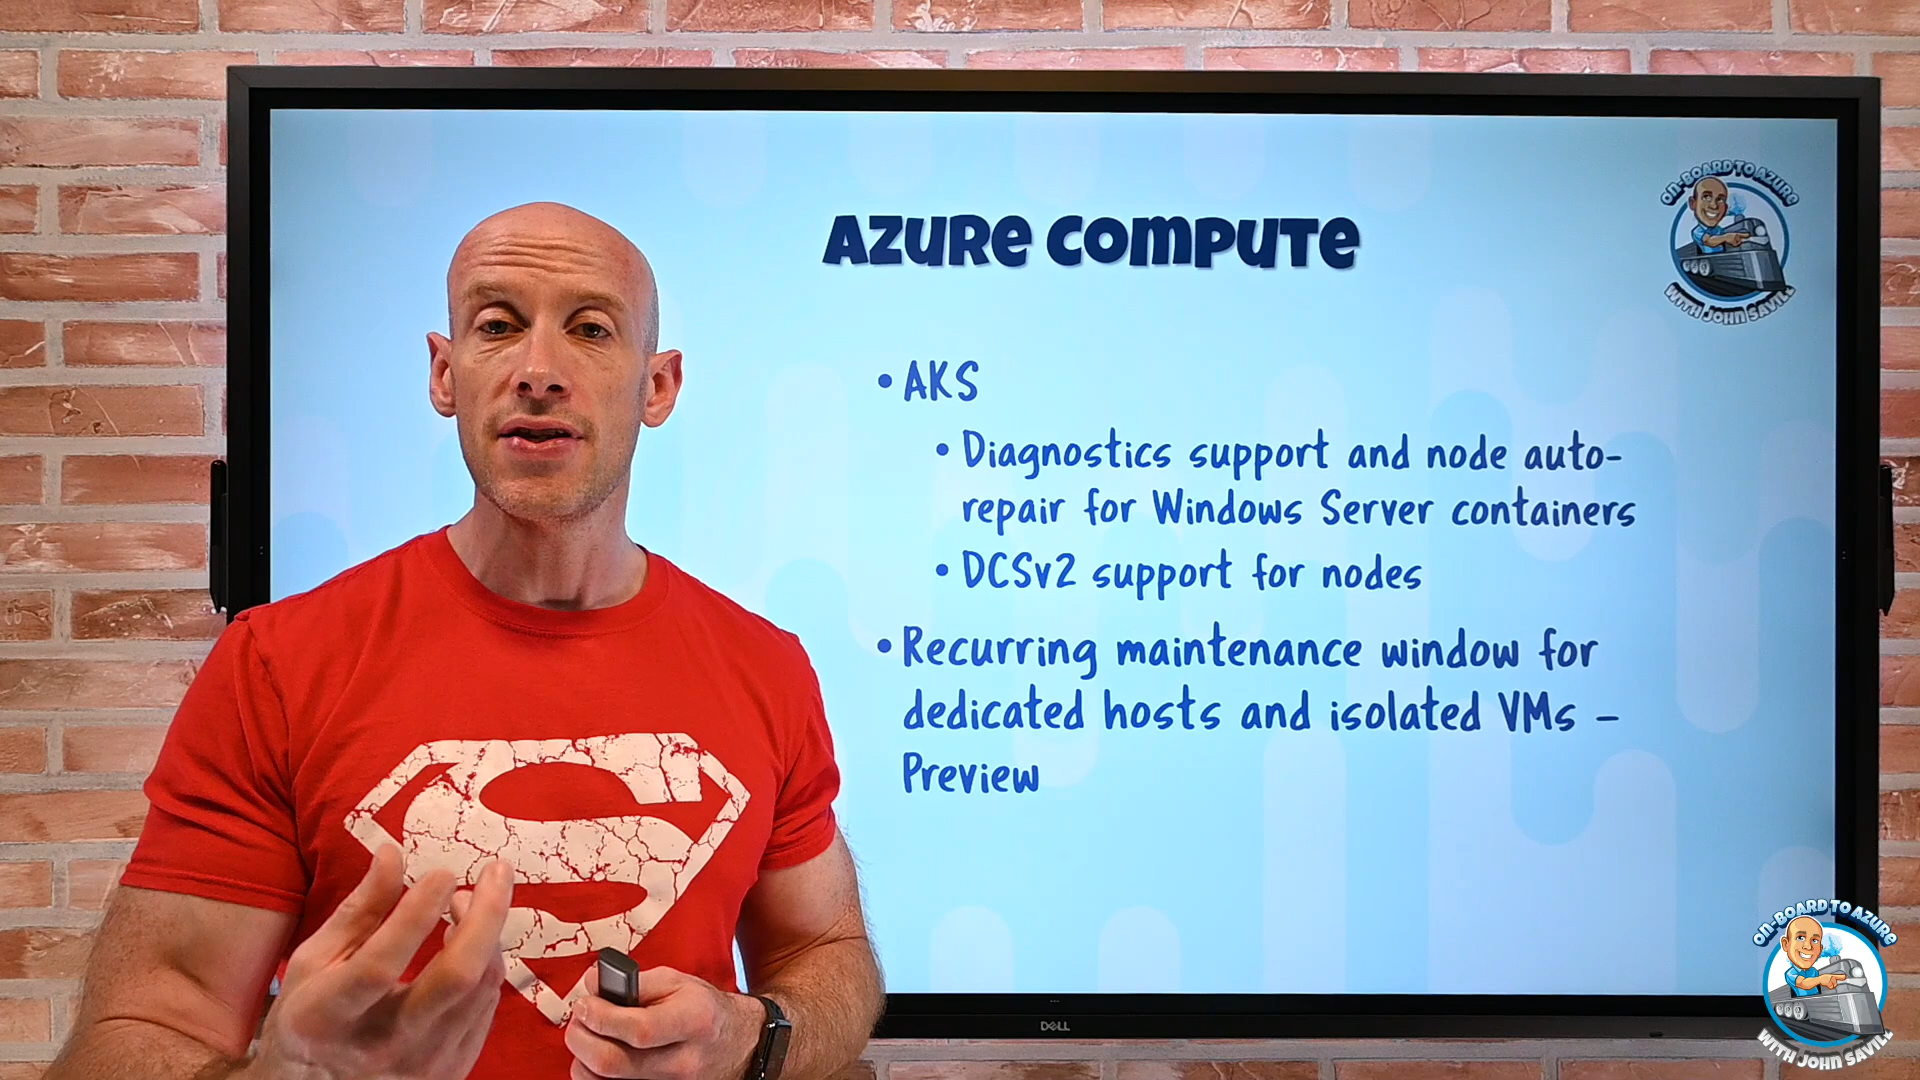 ON-BOARD TO AZURE
WITH JOHN SAVILL
AZURE COMPUTE
• AKS
• Diagnostics support and node auto-
repair for Windows Server containers
• DCSv2 support for nodes
• Recurring maintenance window for
dedicated hosts and isolated VMs –
Preview
S
DELL
ON-BOARD TO AZURE
WITH JOHN SAVILL